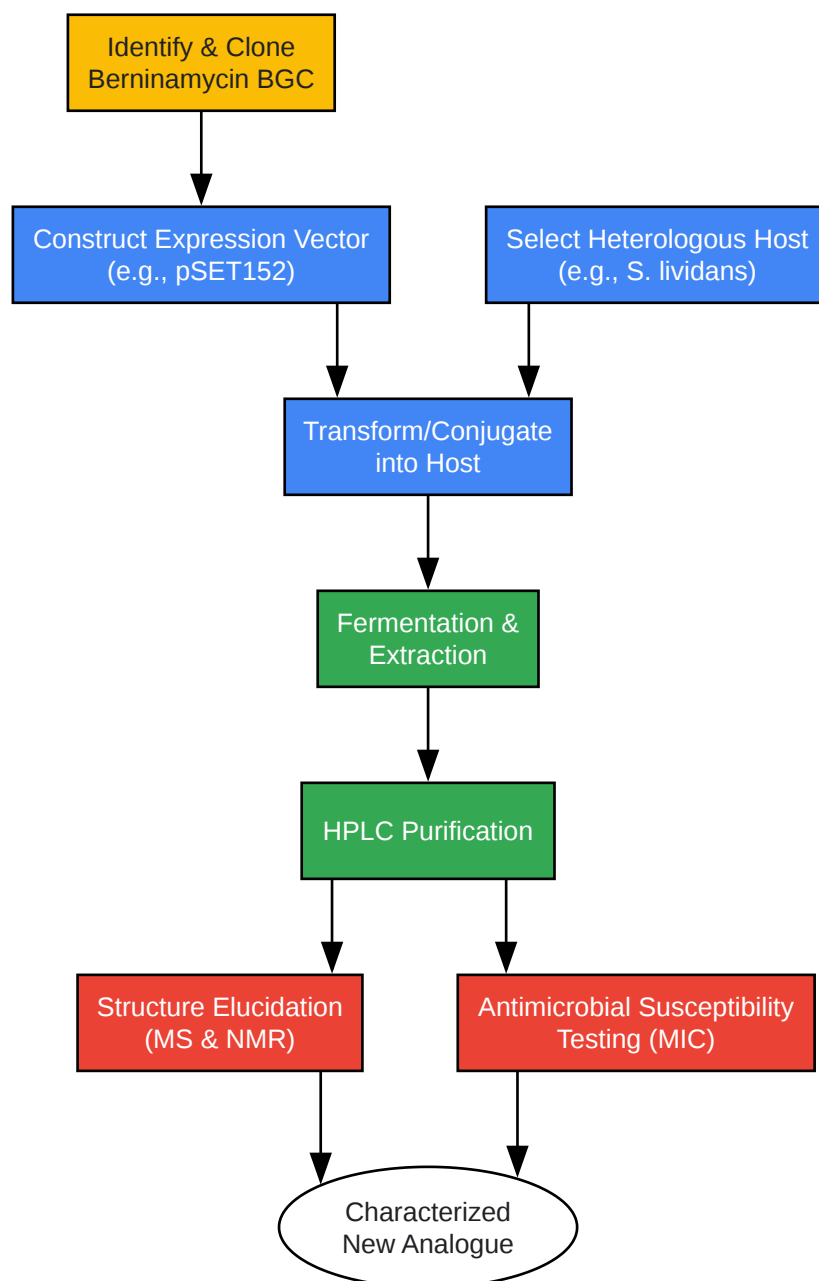 Identify & Clone
Berninamycin BGC
Construct Expression Vector
(e.g., pSET152)
Select Heterologous Host
(e.g., S. lividans)
Transform/Conjugate
into Host
Fermentation &
Extraction
HPLC Purification
Structure Elucidation
(MS & NMR)
Antimicrobial Susceptibility
Testing (MIC)
Characterized
New Analogue